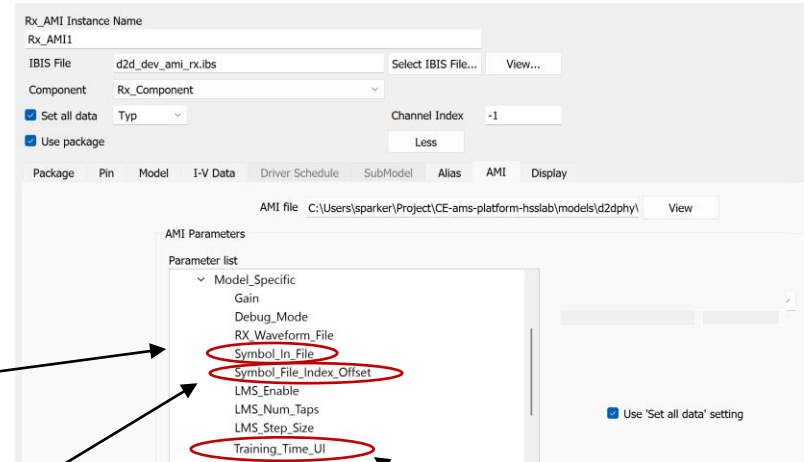 Rx_AMI Instance Name
Rx_AMI1
IBIS File d2d_dev_ami_rx.ibs Select IBIS File... View...
Component Rx_Component
Set all data Typ Channel Index -1
Use package Less
Package Pin Model I-V Data Driver Schedule SubModel Alias AMI Display
AMI file C:\Users\sparker\Project\CE-ams-platform-hsslab\models\d2dphy\ View
AMI Parameters
Parameter list
Model_Specific
Gain
Debug_Mode
RX_Waveform_File
Symbol_In_File
Symbol_File_Index_Offset
LMS_Enable
LMS_Num_Taps
Use 'Set all data' setting
LMS_Step_Size
Training_Time_UI